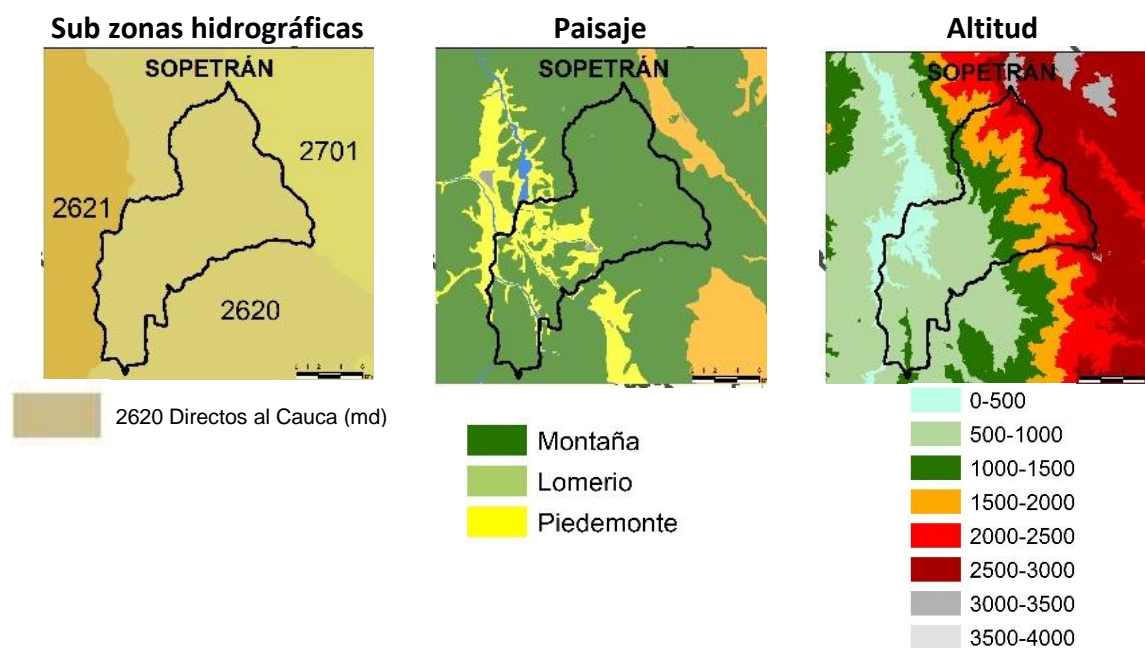 Sub zonas hidrográficas
SOPETRÁN
2701
2621
2620
2620 Directos al Cauca (md)
Paisaje
SOPETRÁN
Montaña
Lomerio
Piedemonte
Altitud
SOPETRÁN
0-500
500-1000
1000-1500
1500-2000
2000-2500
2500-3000
3000-3500
3500-4000